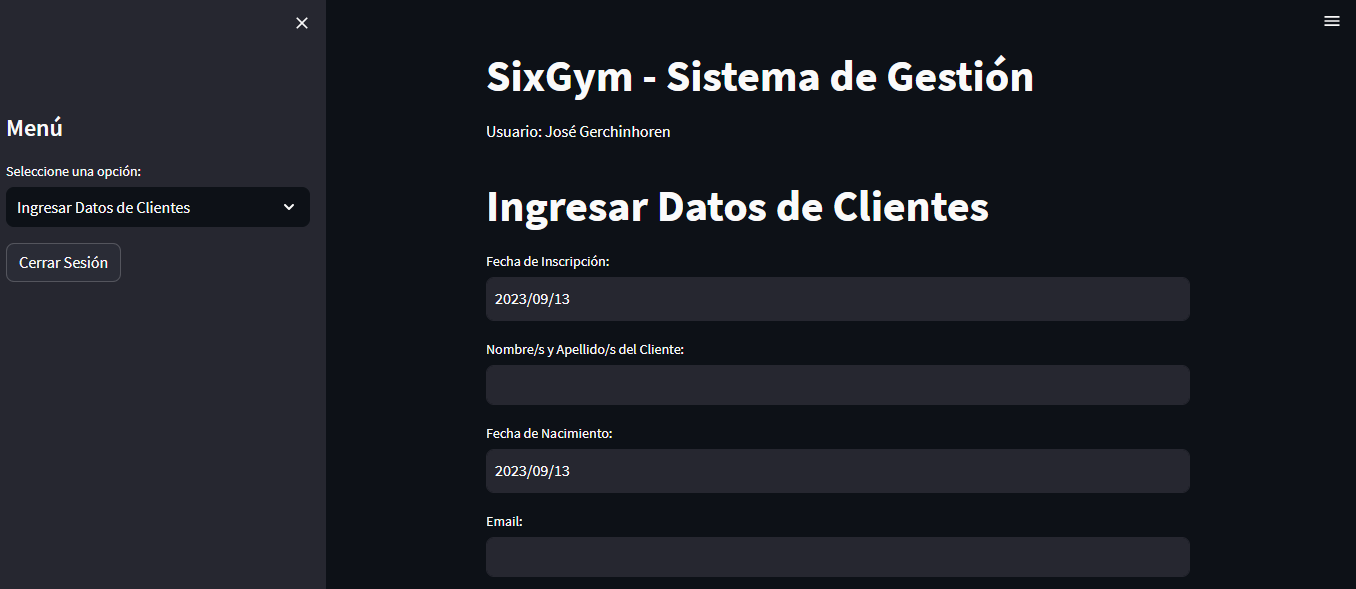 Menú
Seleccione una opción:
Ingresar Datos de Clientes
Cerrar Sesión
SixGym - Sistema de Gestión
Usuario: José Gerchinhoren
Ingresar Datos de Clientes
Fecha de Inscripción:
2023/09/13
Nombre/s y Apellido/s del Cliente:
Fecha de Nacimiento:
2023/09/13
Email: